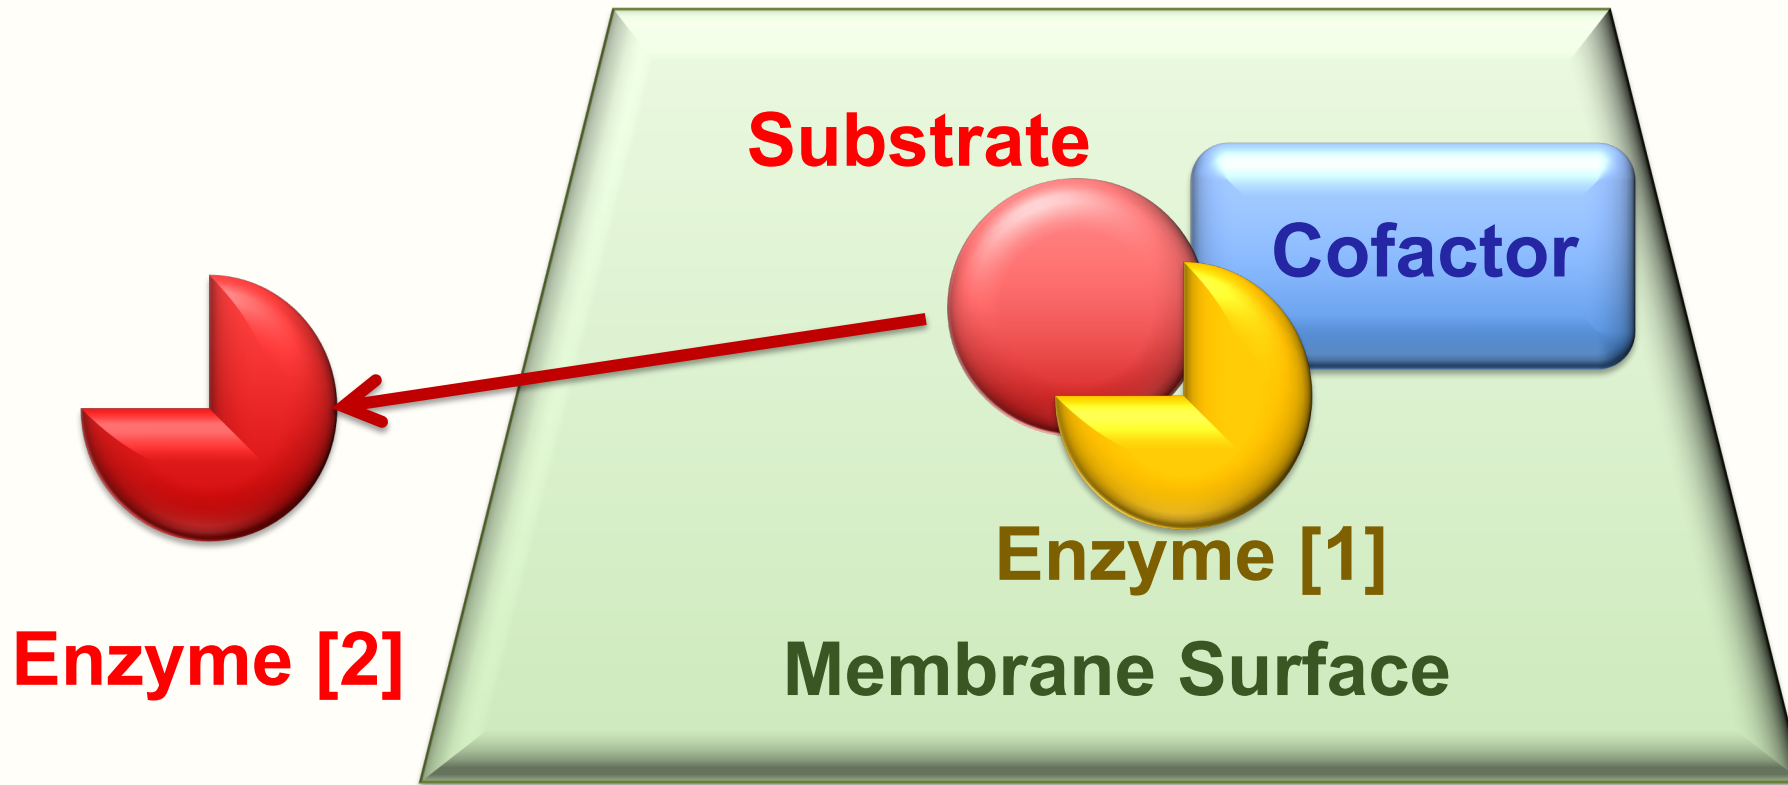 Substrate
Cofactor
Enzyme [1]
Enzyme [2]
Membrane Surface